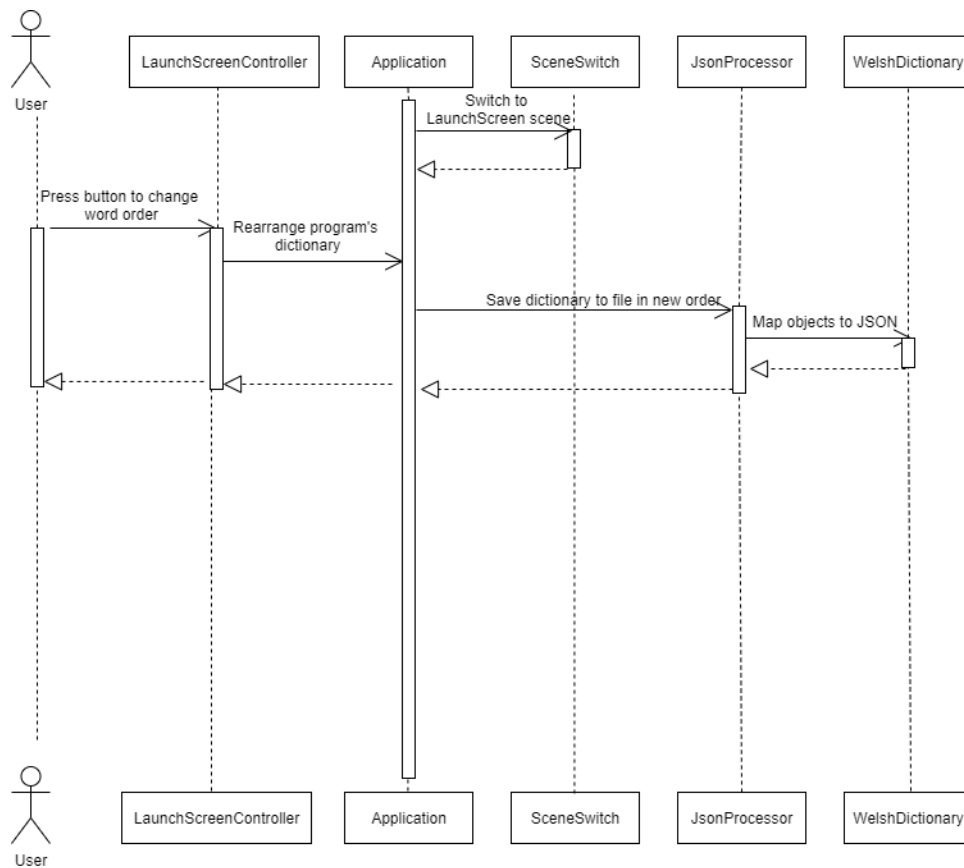 User
LaunchScreenController
Application
SceneSwitch
JsonProcessor
WelshDictionary
Switch to
LaunchScreen scene
Press button to change
word order
Rearrange program's
dictionary
Save dictionary to file in new order
Map objects to JSON
User
LaunchScreenController
Application
SceneSwitch
JsonProcessor
WelshDictionary